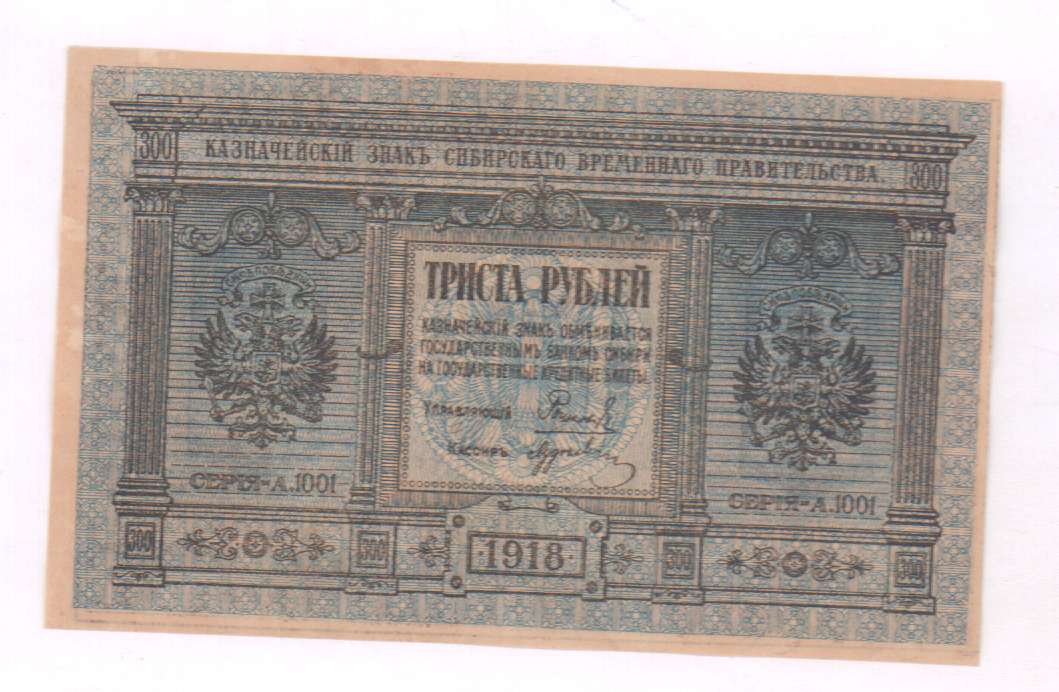 300 КАЗНАЧЕЙСКІЙ ЗНАКЪ СИБИРСКАГО ВРЕМЕННАГО ПРАВИТЕЛЬСТВА. 300
ТРИСТА РУБЛЕЙ
КАЗНАЧЕЙСКІЙ ЗНАКЪ ОБМѢНИВАЕТСЯ
ГОСУДАРСТВЕННЫМЪ БАНКОМЪ СИБИРИ
НА ГОСУДАРСТВЕННЫЕ КРЕДИТНЫЕ БИЛЕТЫ.
УПРАВЛЯЮЩІЙ
КАССИРЪ
СЕРІЯ-А.1001
СЕРІЯ-А.1001
300 300 ·1918· 300 300